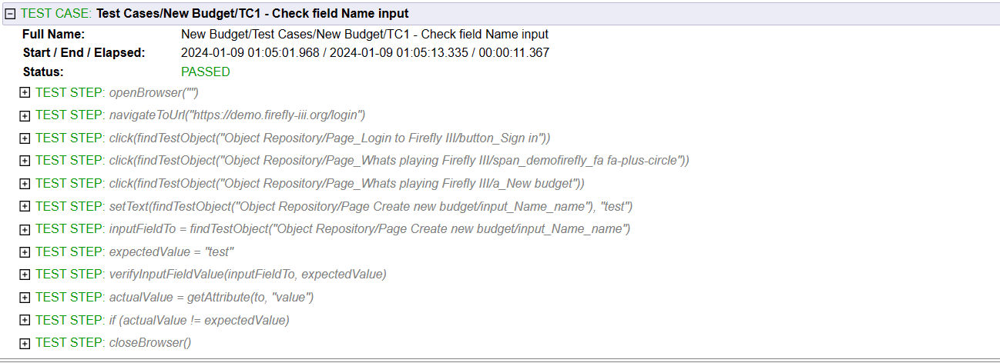 TEST CASE: Test Cases/New Budget/TC1 - Check field Name input
Full Name: New Budget/Test Cases/New Budget/TC1 - Check field Name input
Start / End / Elapsed: 2024-01-09 01:05:01.968 / 2024-01-09 01:05:13.335 / 00:00:11.367
Status: PASSED
TEST STEP: openBrowser("")
TEST STEP: navigateToUrl("https://demo.firefly-iii.org/login")
TEST STEP: click(findTestObject("Object Repository/Page_Login to Firefly III/button_Sign in"))
TEST STEP: click(findTestObject("Object Repository/Page_Whats playing Firefly III/span_demofirefly_fa fa-plus-circle"))
TEST STEP: click(findTestObject("Object Repository/Page_Whats playing Firefly III/a_New budget"))
TEST STEP: setText(findTestObject("Object Repository/Page Create new budget/input_Name_name"), "test")
TEST STEP: inputFieldTo = findTestObject("Object Repository/Page Create new budget/input_Name_name")
TEST STEP: expectedValue = "test"
TEST STEP: verifyInputFieldValue(inputFieldTo, expectedValue)
TEST STEP: actualValue = getAttribute(to, "value")
TEST STEP: if (actualValue != expectedValue)
TEST STEP: closeBrowser()